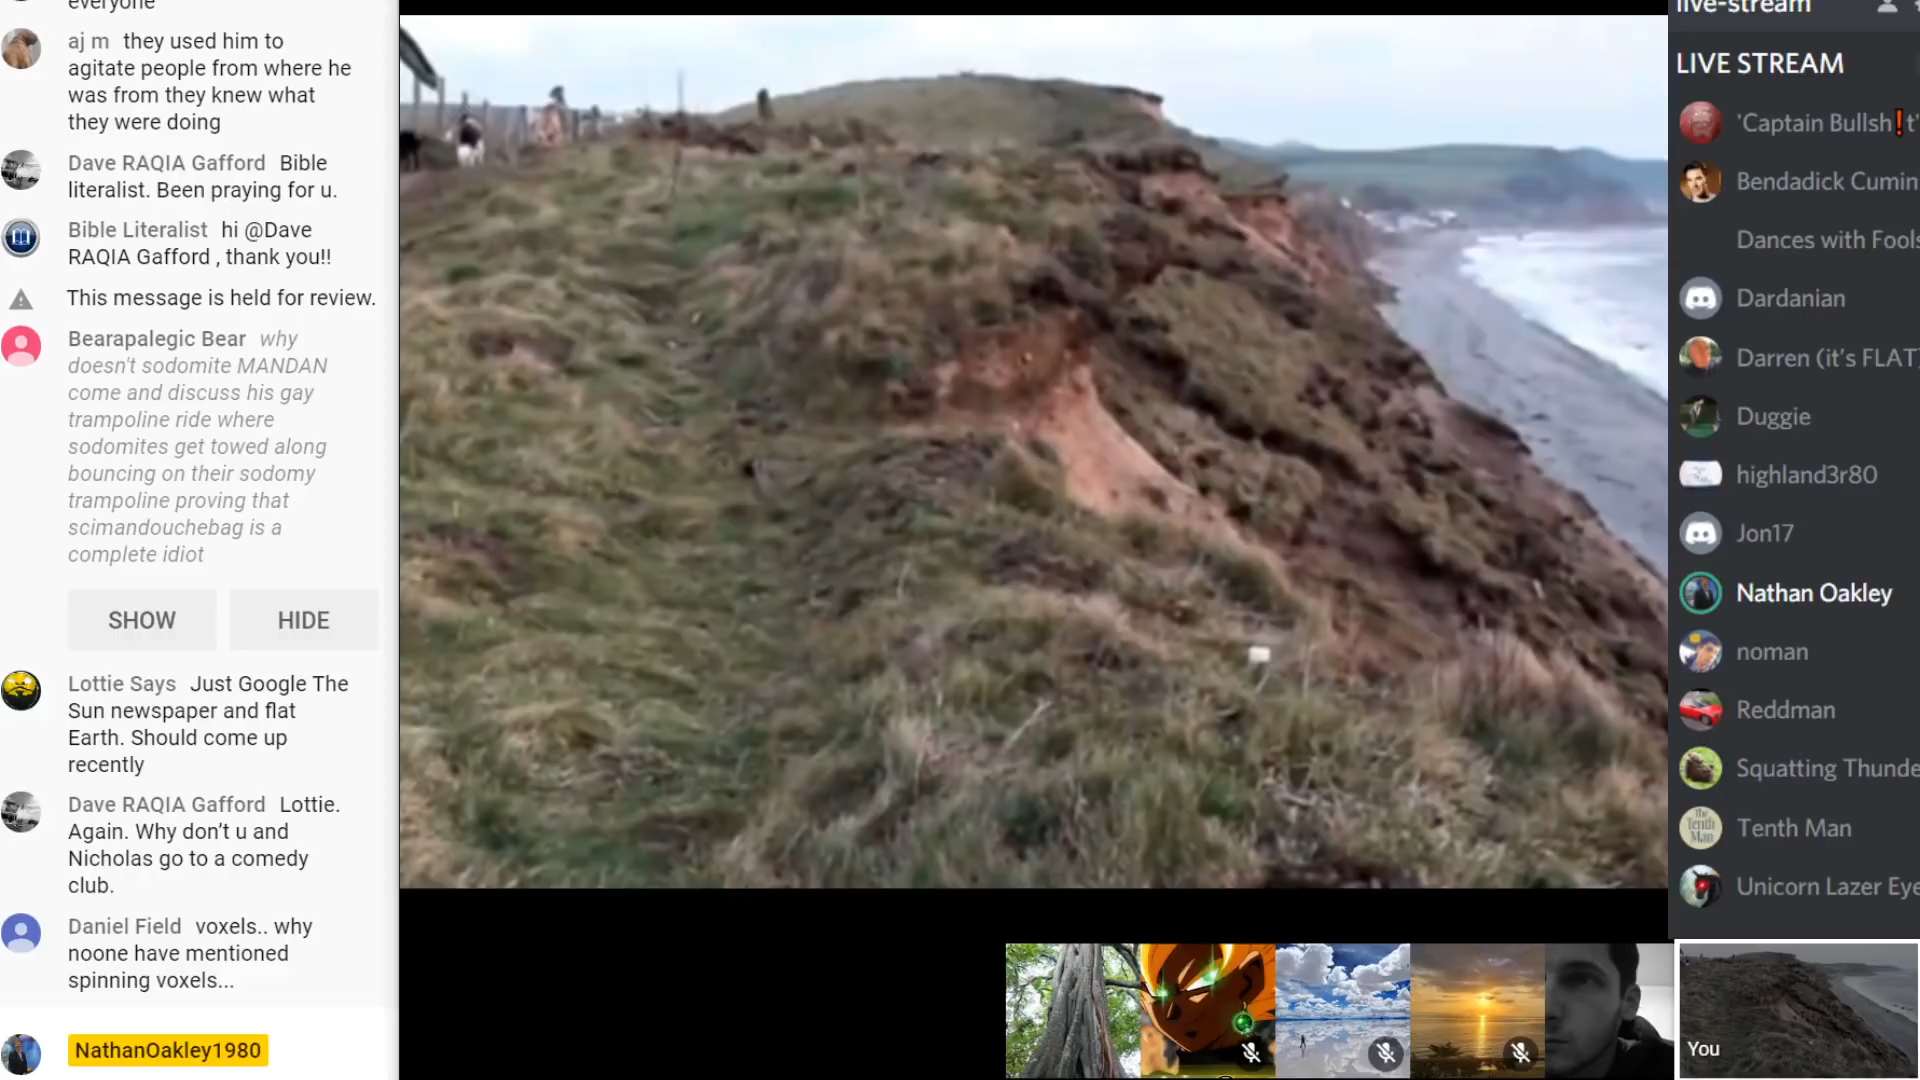 everyone
aj m they used him to
agitate people from where he
was from they knew what
they were doing
Dave RAQIA Gafford Bible
literalist. Been praying for u.
Bible Literalist hi @Dave
RAQIA Gafford , thank you!!
This message is held for review.
Bearapalegic Bear why
doesn't sodomite MANDAN
come and discuss his gay
trampoline ride where
sodomites get towed along
bouncing on their sodomy
trampoline proving that
scimandouchebag is a
complete idiot
SHOW HIDE
Lottie Says Just Google The
Sun newspaper and flat
Earth. Should come up
recently
Dave RAQIA Gafford Lottie.
Again. Why don't u and
Nicholas go to a comedy
club.
Daniel Field voxels.. why
noone have mentioned
spinning voxels...
NathanOakley1980
live-stream
LIVE STREAM
'Captain Bullsh❗t'
Bendadick Cumin
Dances with Fools
Dardanian
Darren (it's FLAT)
Duggie
highland3r80
Jon17
Nathan Oakley
noman
Reddman
Squatting Thunde
The
Tenth
Man
Tenth Man
Unicorn Lazer Eye
You